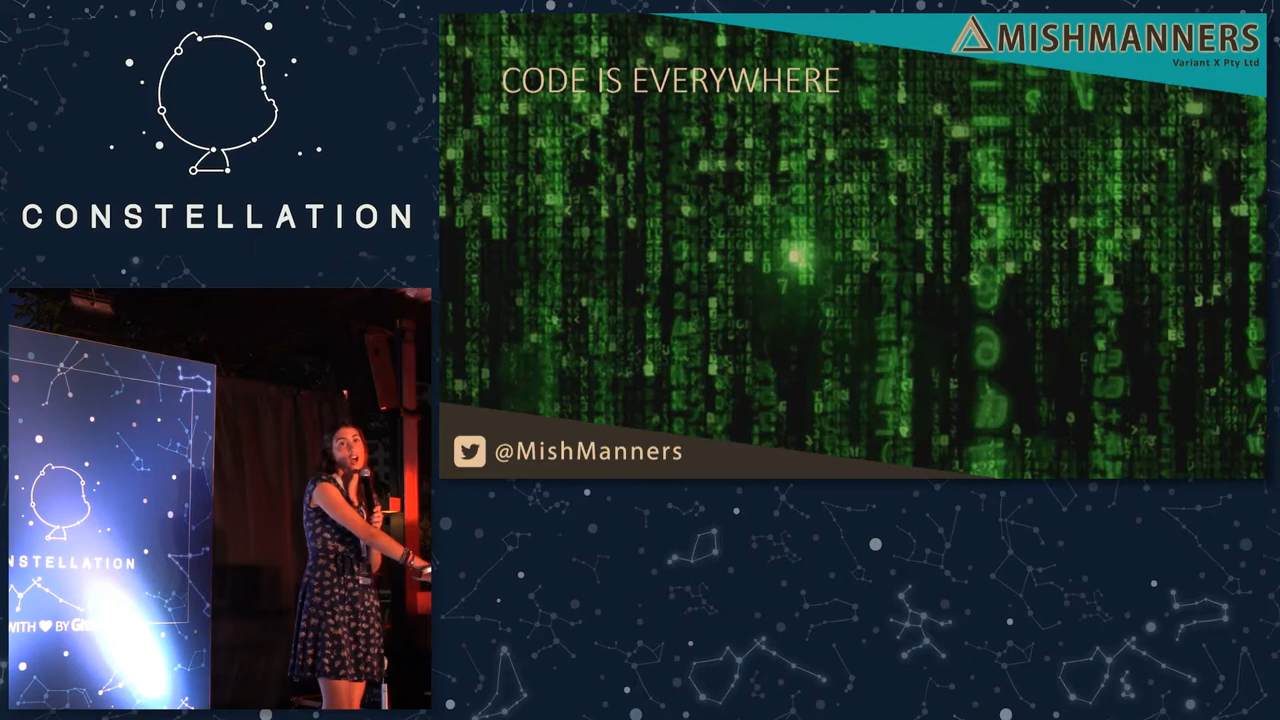 CONSTELLATION
MISHMANNERS
Variant X Pty Ltd
CODE IS EVERYWHERE
@MishManners
NSTELLATION
WITH BY